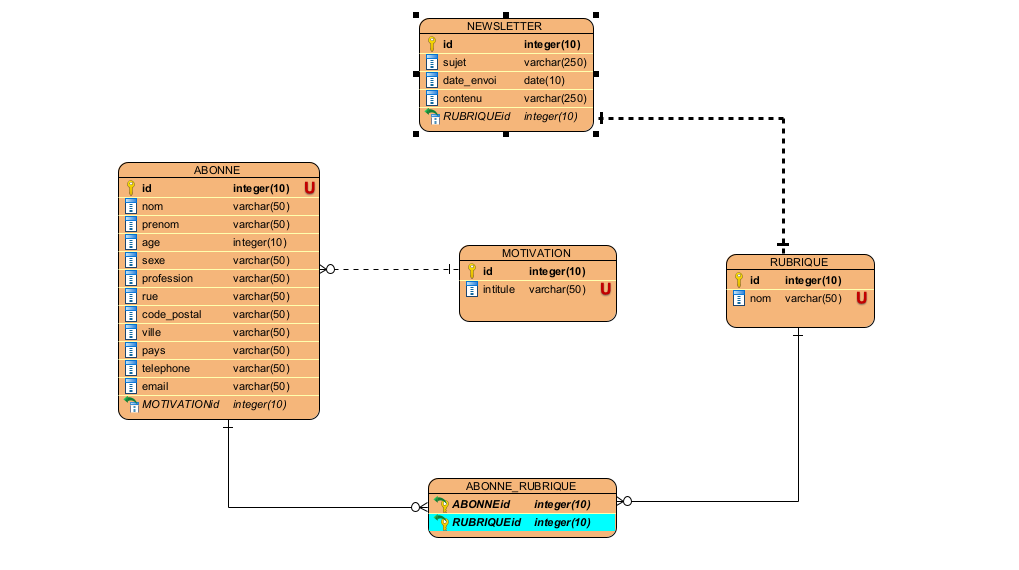 NEWSLETTER
id integer(10)
sujet varchar(250)
date_envoi date(10)
contenu varchar(250)
RUBRIQUEid integer(10)
ABONNE
id integer(10) U
nom varchar(50)
prenom varchar(50)
age integer(10)
sexe varchar(50)
profession varchar(50)
rue varchar(50)
code_postal varchar(50)
ville varchar(50)
pays varchar(50)
telephone varchar(50)
email varchar(50)
MOTIVATIONid integer(10)
MOTIVATION
id integer(10)
intitule varchar(50) U
RUBRIQUE
id integer(10)
nom varchar(50) U
ABONNE_RUBRIQUE
ABONNEid integer(10)
RUBRIQUEid integer(10)